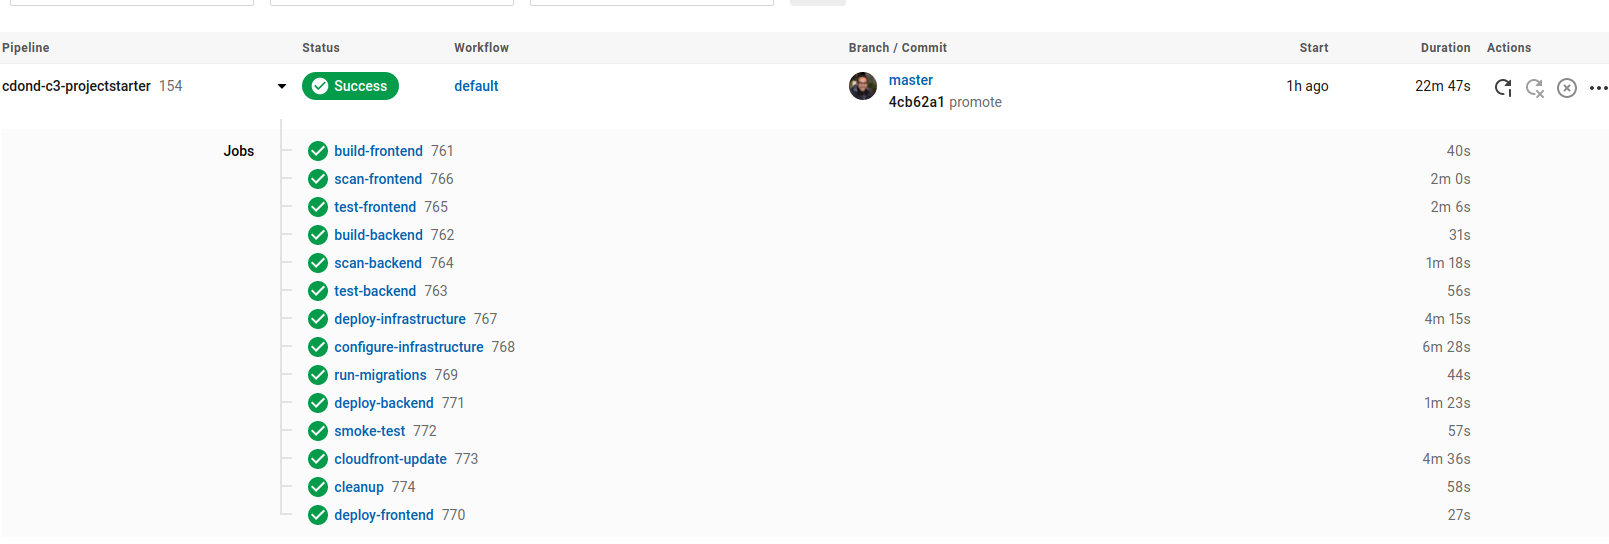 Pipeline Status Workflow Branch / Commit Start Duration Actions
cdond-c3-projectstarter 154 Success default master 1h ago 22m 47s
4cb62a1 promote
Jobs build-frontend 761 40s
scan-frontend 766 2m 0s
test-frontend 765 2m 6s
build-backend 762 31s
scan-backend 764 1m 18s
test-backend 763 56s
deploy-infrastructure 767 4m 15s
configure-infrastructure 768 6m 28s
run-migrations 769 44s
deploy-backend 771 1m 23s
smoke-test 772 57s
cloudfront-update 773 4m 36s
cleanup 774 58s
deploy-frontend 770 27s